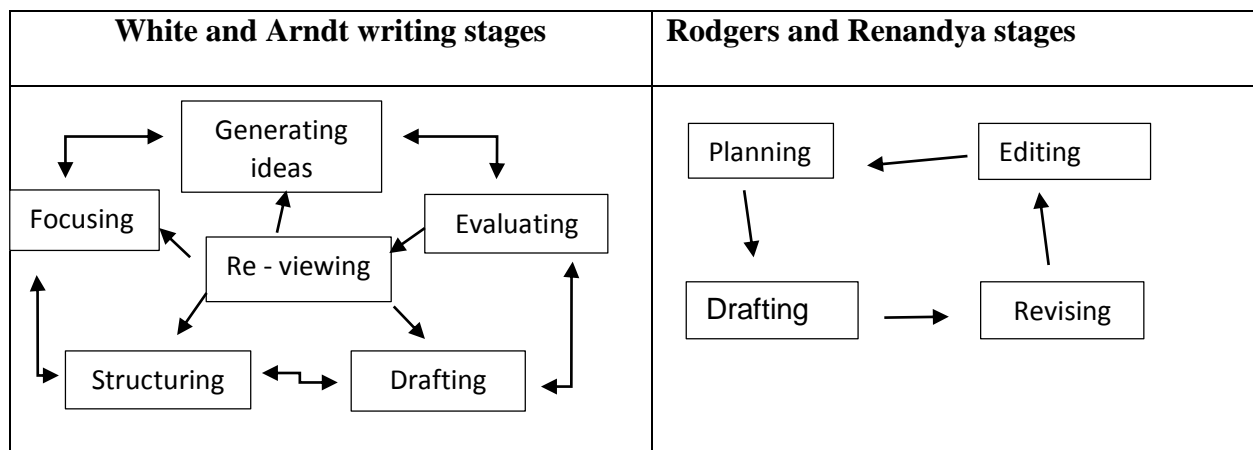 White and Arndt writing stages
Rodgers and Renandya stages
Generating
ideas
Focusing
Evaluating
Re - viewing
Structuring
Drafting
Planning
Editing
Drafting
Revising